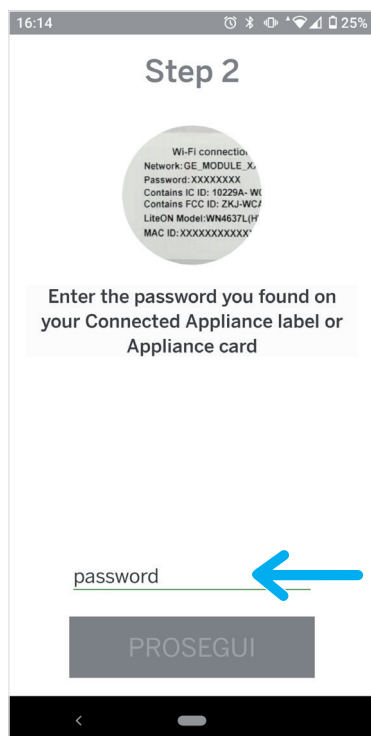 16:14
25%
Step 2
Wi-Fi connection
Network: GE_MODULE_X
Password: XXXXXXXX
Contains IC ID: 10229A- WC
Contains FCC ID: ZKJ-WCA
LiteON Model:WN4637L(H
MAC ID:XXXXXXXXXXX
Enter the password you found on
your Connected Appliance label or
Appliance card
password
PROSEGUI